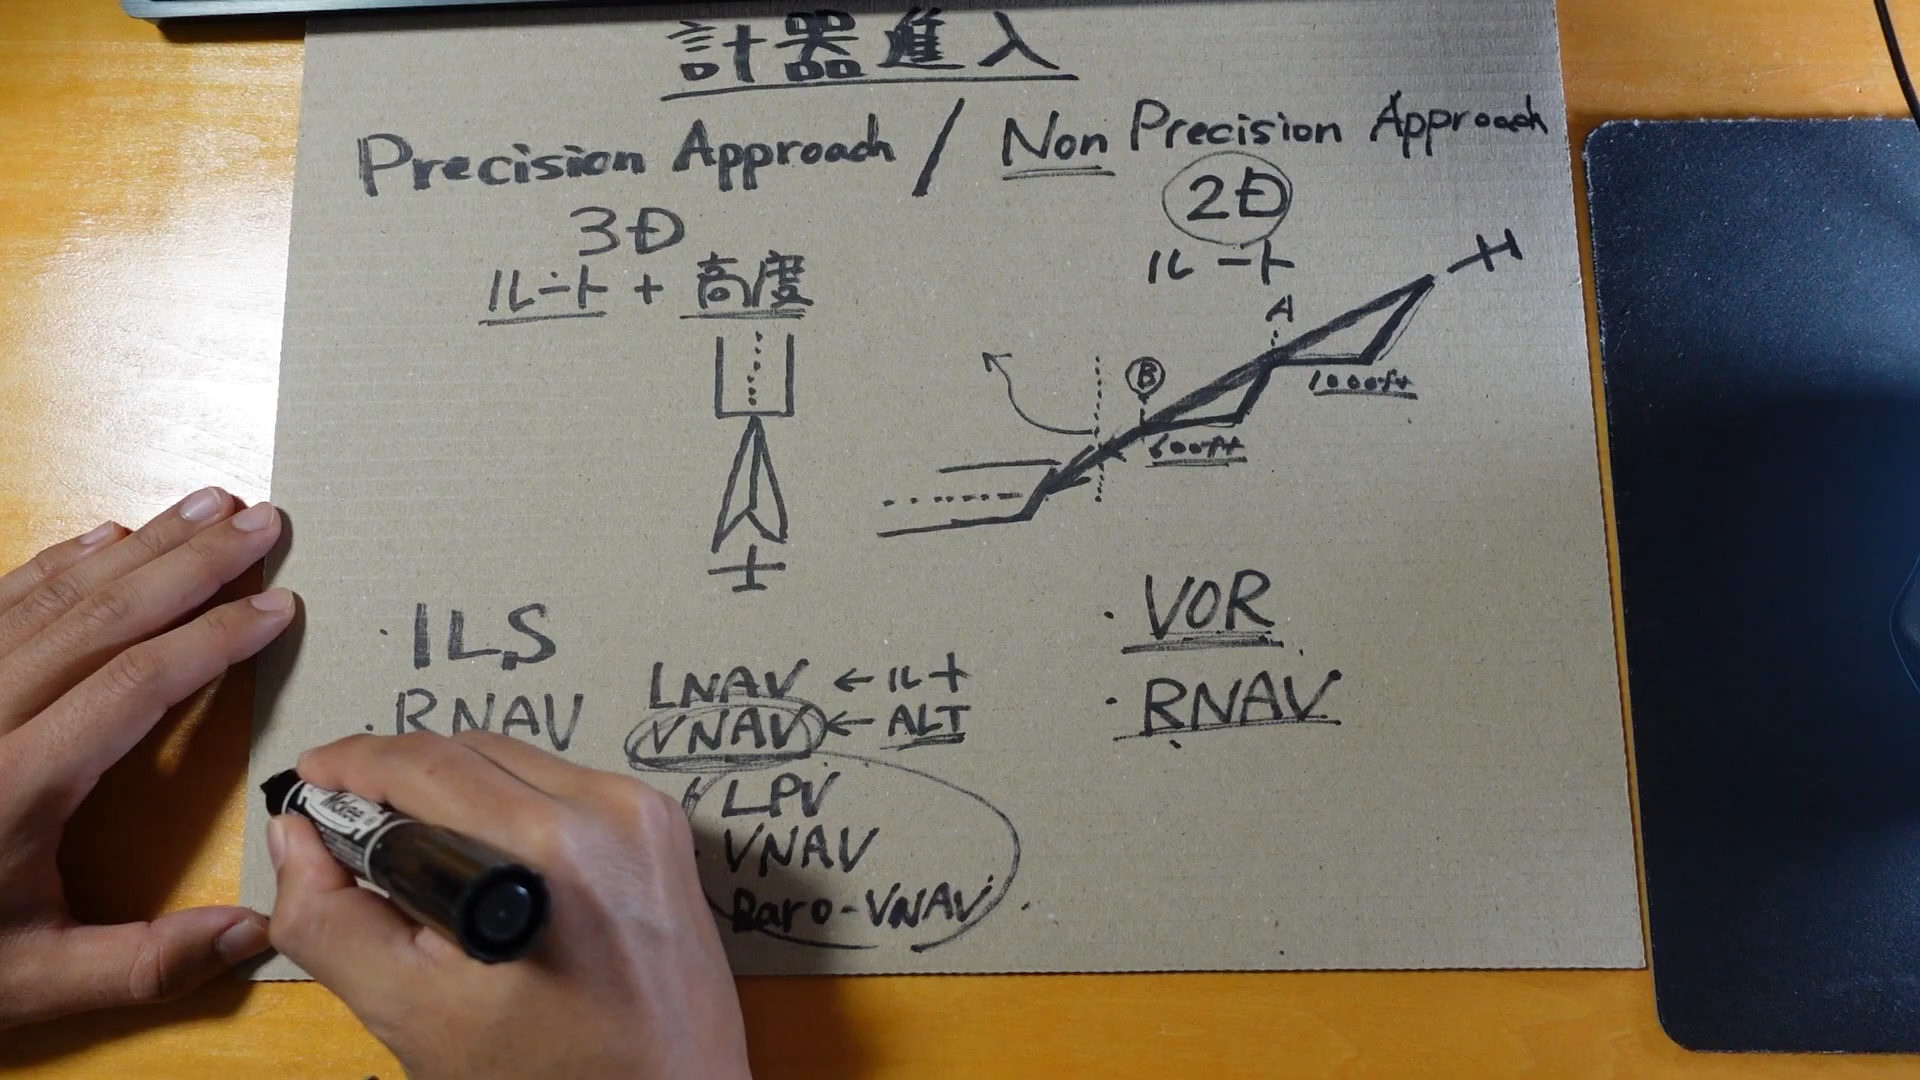 計器進入
Precision Approach / Non Precision Approach
3D
ルート + 高度
2D
ルート
A
1000ft
B
600ft
ILS
RNAV
LNAV ← ルート
VNAV ← ALT
LPV
VNAV
Baro-VNAV
VOR
RNAV
Mckee